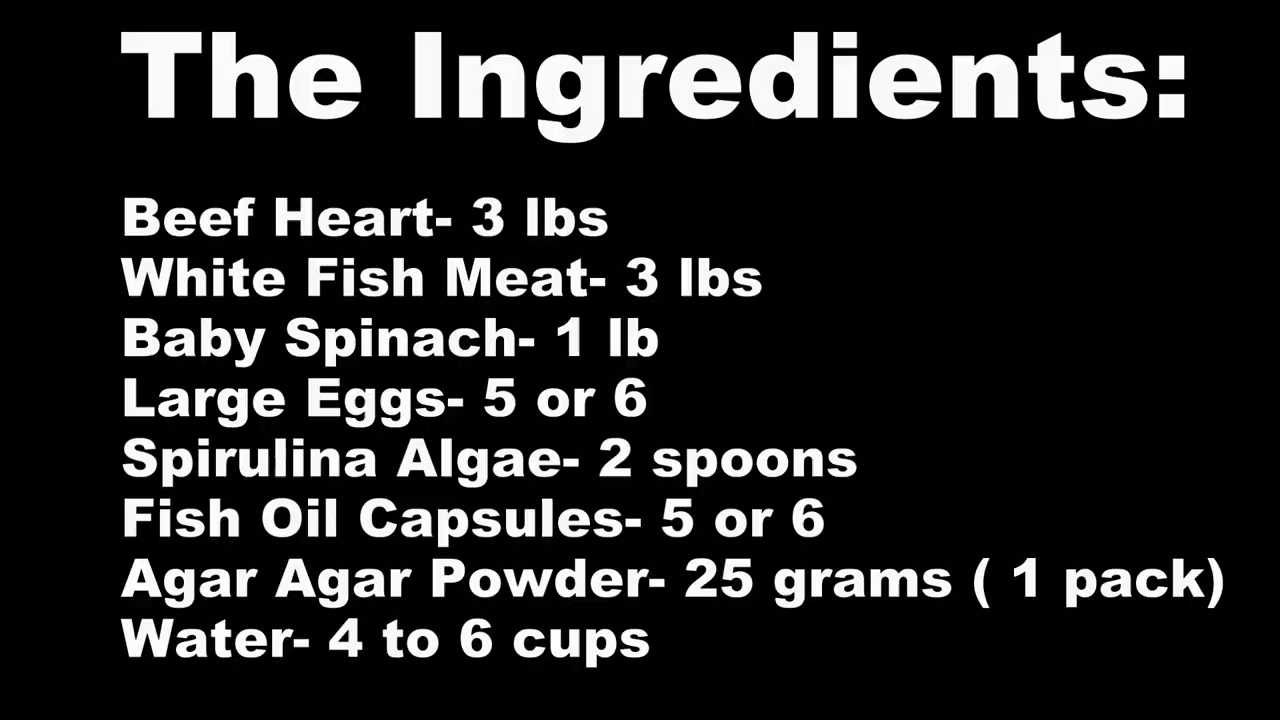 The Ingredients:
Beef Heart- 3 lbs
White Fish Meat- 3 lbs
Baby Spinach- 1 lb
Large Eggs- 5 or 6
Spirulina Algae- 2 spoons
Fish Oil Capsules- 5 or 6
Agar Agar Powder- 25 grams ( 1 pack)
Water- 4 to 6 cups